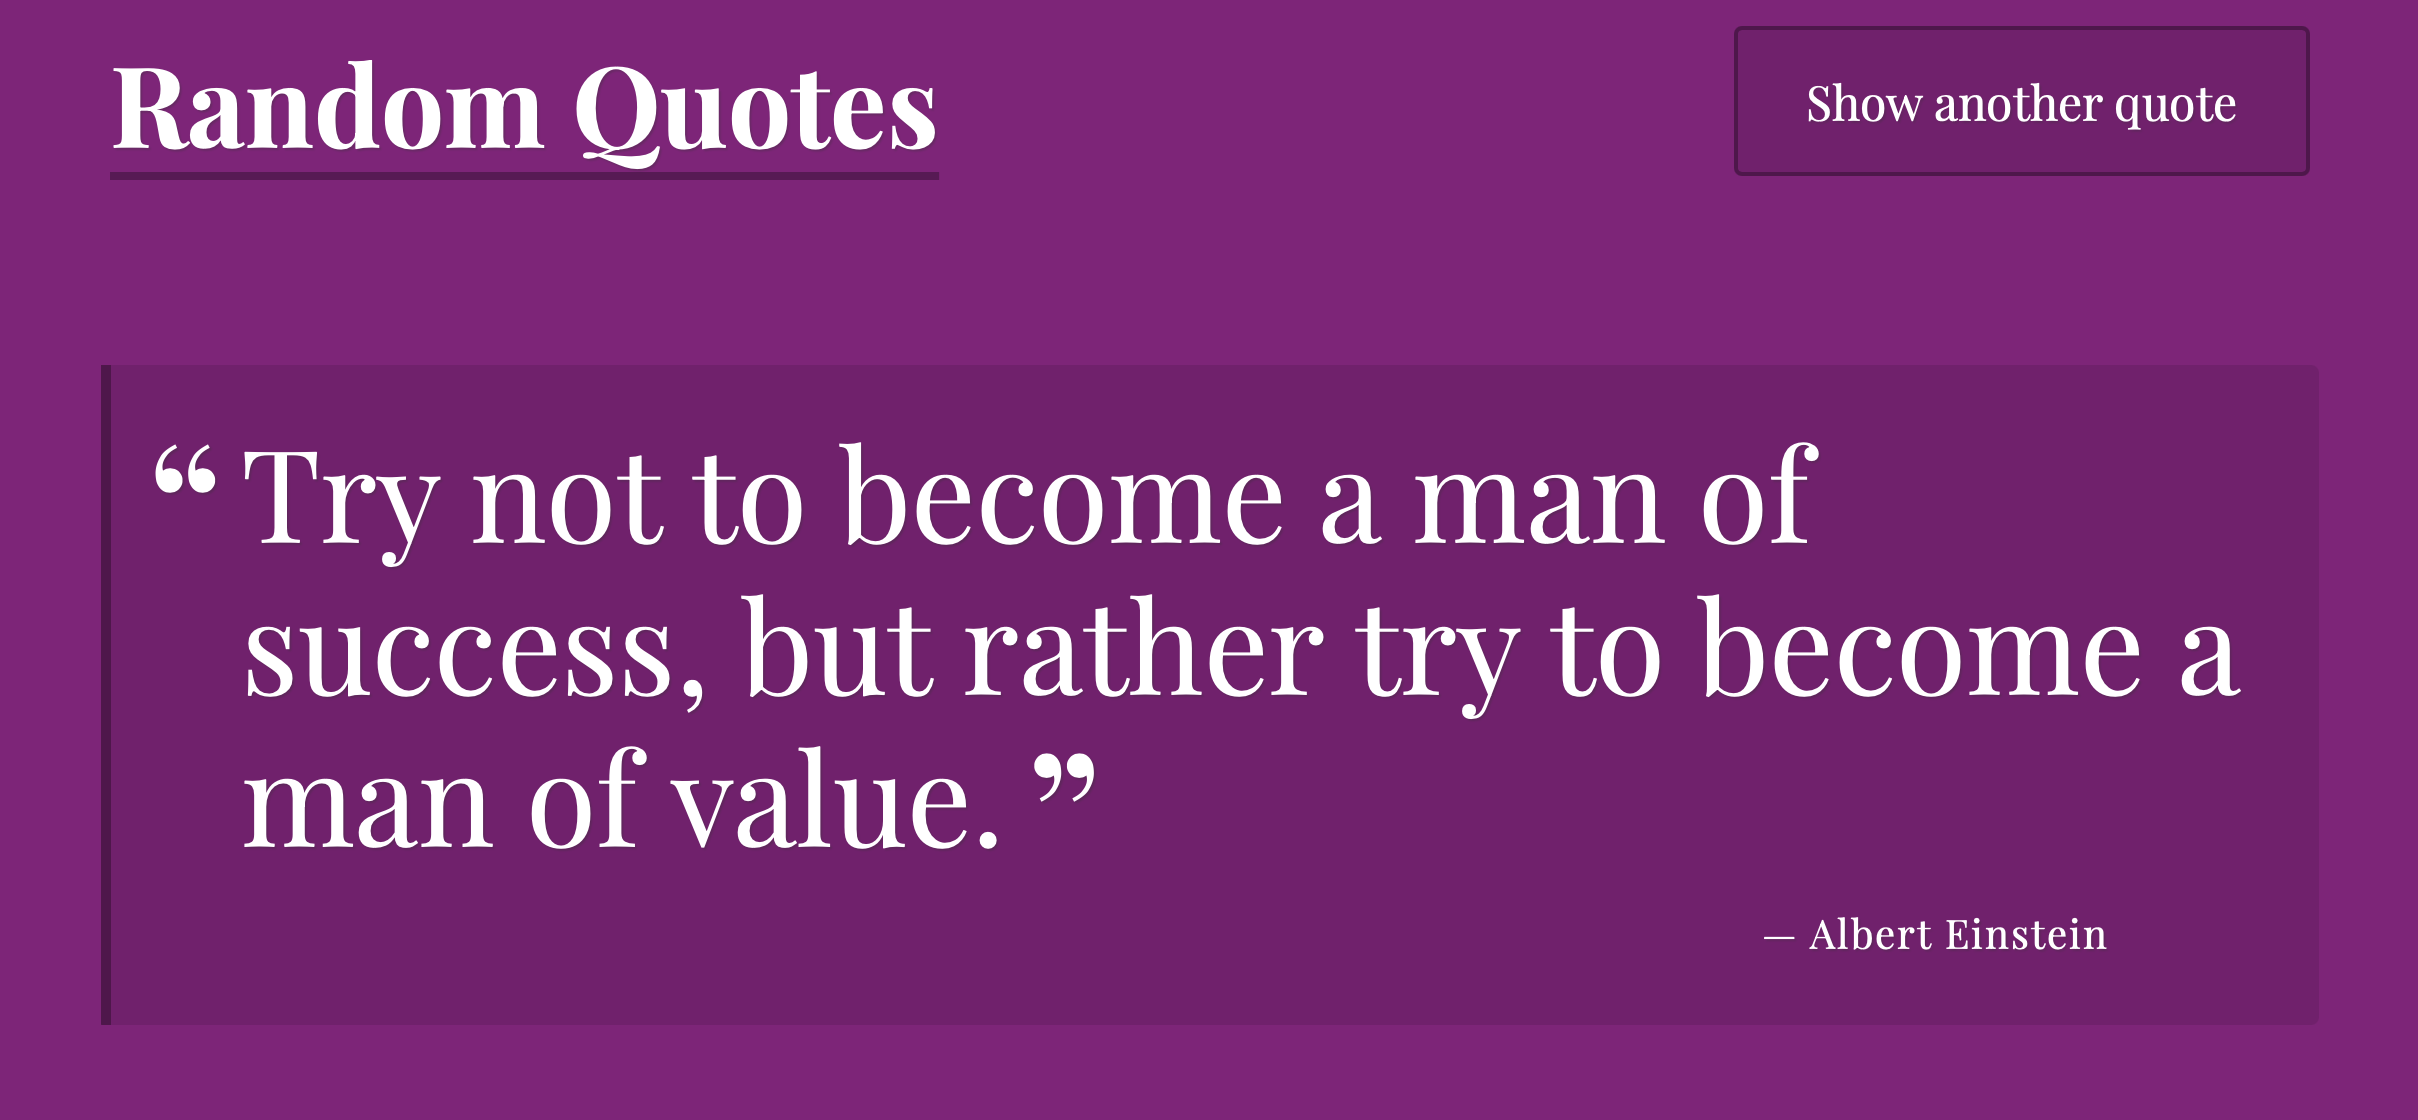 Random Quotes
Show another quote
“ Try not to become a man of
success, but rather try to become a
man of value. ”
— Albert Einstein